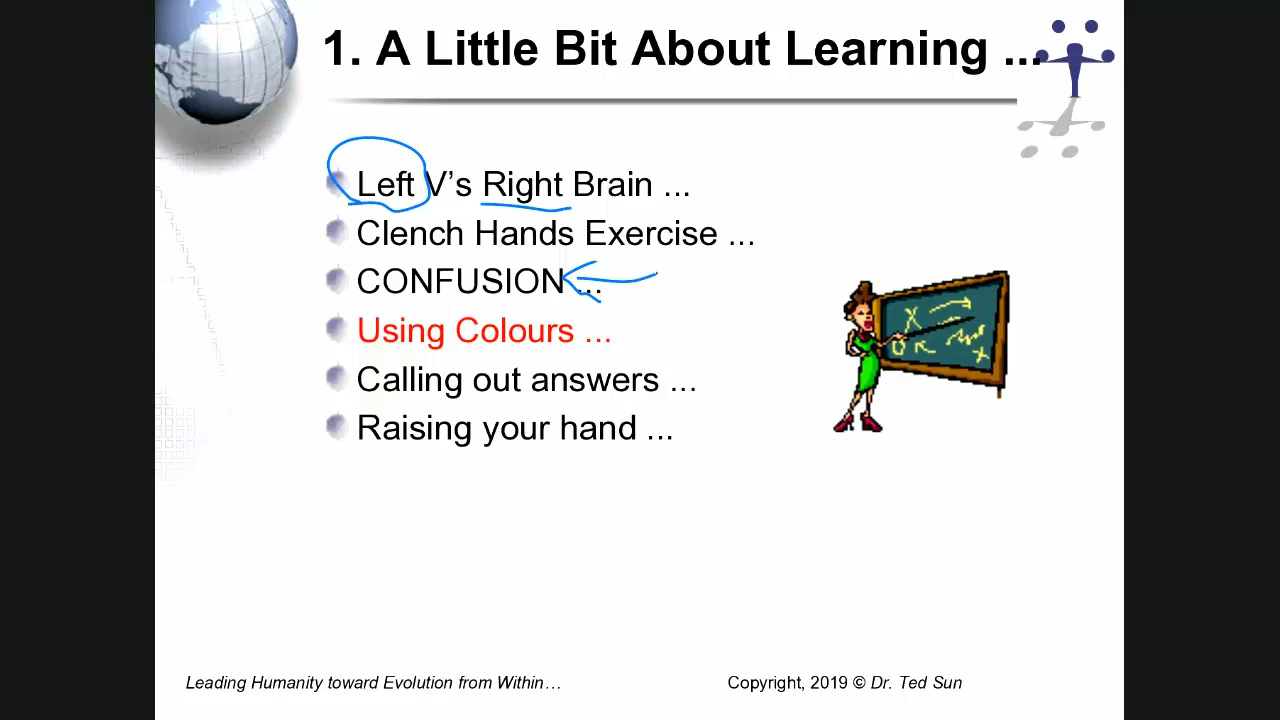 1. A Little Bit About Learning ...
Left V's Right Brain ...
Clench Hands Exercise ...
CONFUSION ...
Using Colours ...
Calling out answers ...
Raising your hand ...
Leading Humanity toward Evolution from Within…
Copyright, 2019 © Dr. Ted Sun